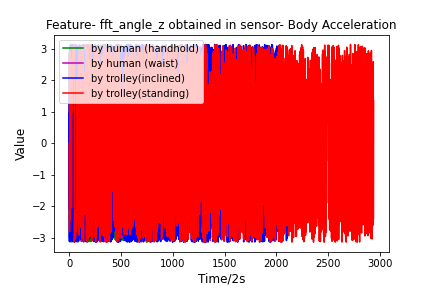 Feature- fft_angle_z obtained in sensor- Body Acceleration
by human (handhold)
by human (waist)
by trolley(inclined)
by trolley(standing)
Value
3
2
1
0
−1
−2
−3
0 500 1000 1500 2000 2500 3000
Time/2s